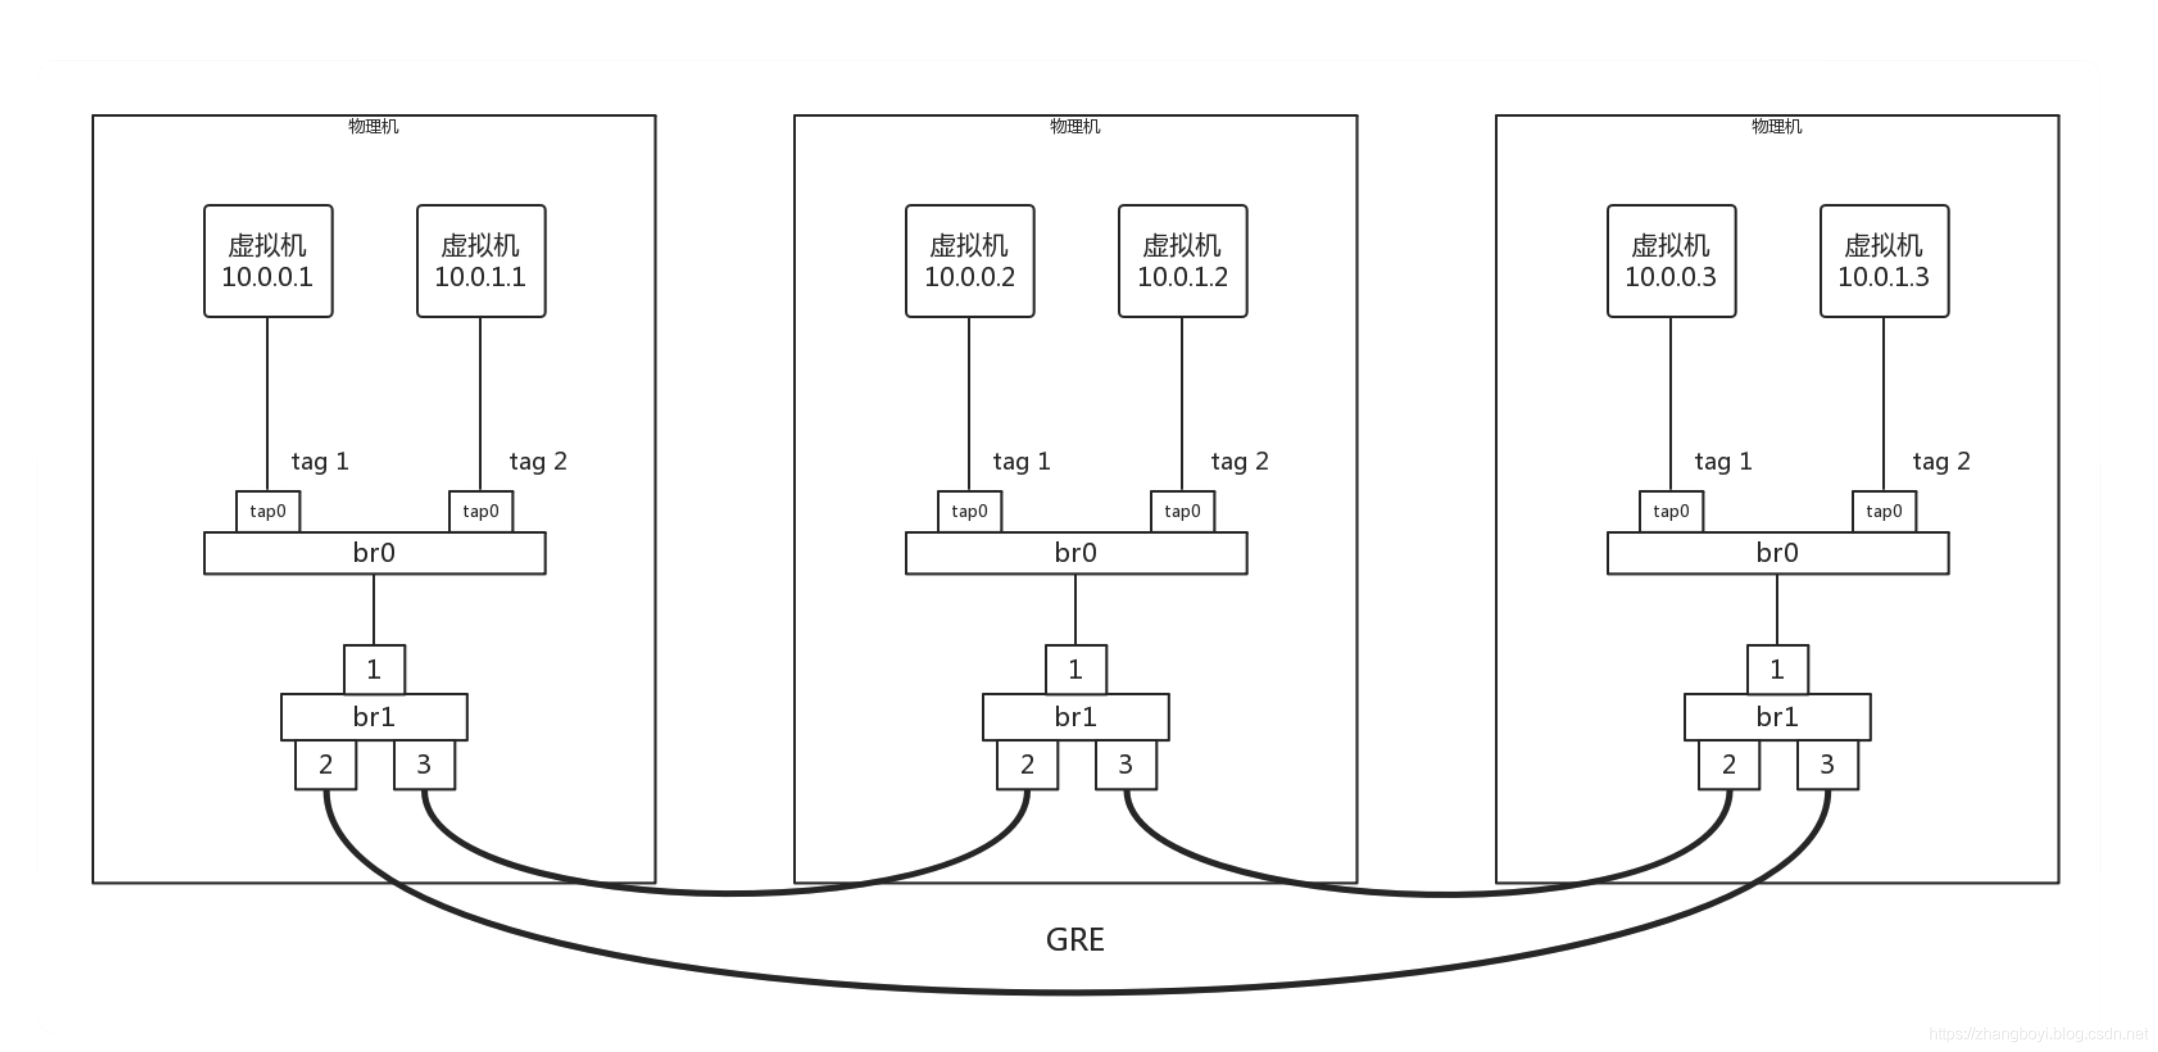 物理机
物理机
物理机
虚拟机
10.0.0.1
虚拟机
10.0.1.1
虚拟机
10.0.0.2
虚拟机
10.0.1.2
虚拟机
10.0.0.3
虚拟机
10.0.1.3
tag 1
tag 2
tag 1
tag 2
tag 1
tag 2
tap0
tap0
tap0
tap0
tap0
tap0
br0
br0
br0
1
1
1
br1
br1
br1
2
3
2
3
2
3
GRE
https://zhangboyi.blog.csdn.net